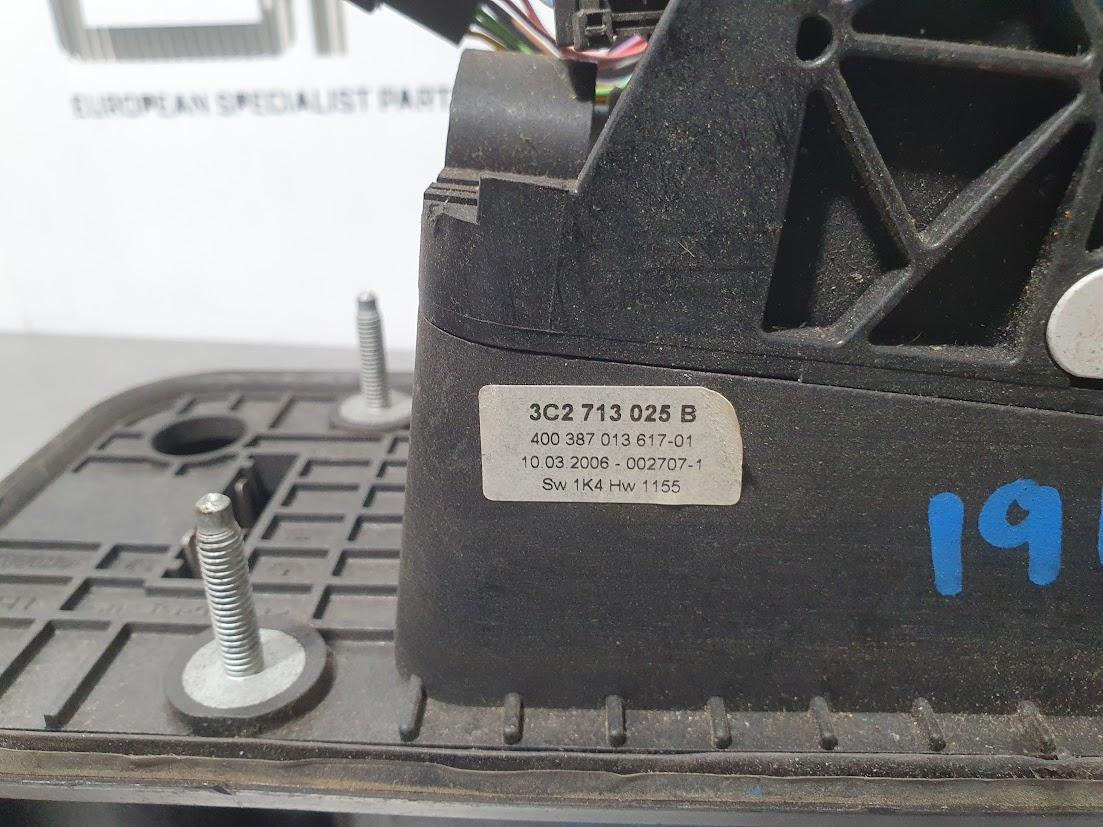 EUROPEAN SPECIALIST PART
3C2 713 025 B
400 387 013 617-01
10.03.2006 - 002707-1
Sw 1K4 Hw 1155
19